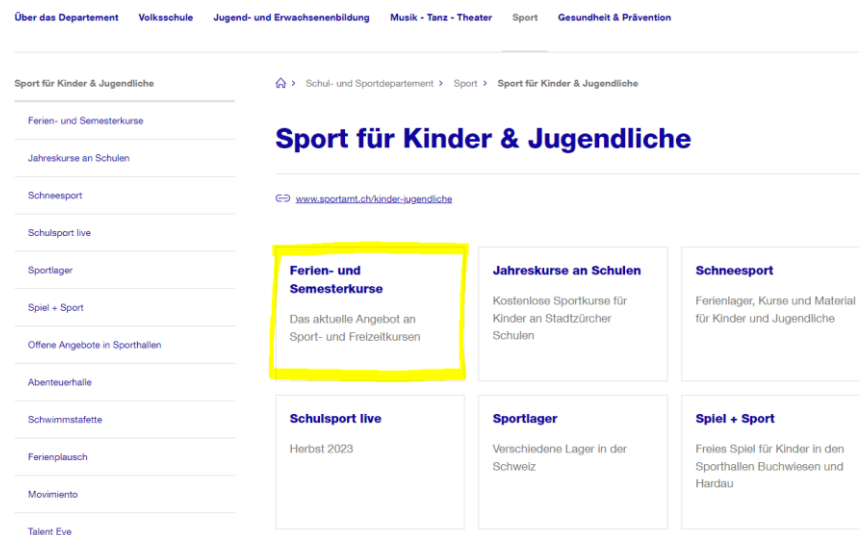 Über das Departement Volksschule Jugend- und Erwachsenenbildung Musik - Tanz - Theater Sport Gesundheit & Prävention
Sport für Kinder & Jugendliche
Ferien- und Semesterkurse
Jahreskurse an Schulen
Schneesport
Schulsport live
Sportlager
Spiel + Sport
Offene Angebote in Sporthallen
Abenteuerhalle
Schwimmstafette
Ferienplausch
Movimiento
Talent Eye
Schul- und Sportdepartement > Sport > Sport für Kinder & Jugendliche
Sport für Kinder & Jugendliche
www.sportamt.ch/kinder-jugendliche
Ferien- und
Semesterkurse
Das aktuelle Angebot an
Sport- und Freizeitkursen
Jahreskurse an Schulen
Kostenlose Sportkurse für
Kinder an Stadtzürcher
Schulen
Schneesport
Ferienlager, Kurse und Material
für Kinder und Jugendliche
Schulsport live
Herbst 2023
Sportlager
Verschiedene Lager in der
Schweiz
Spiel + Sport
Freies Spiel für Kinder in den
Sporthallen Buchwiesen und
Hardau